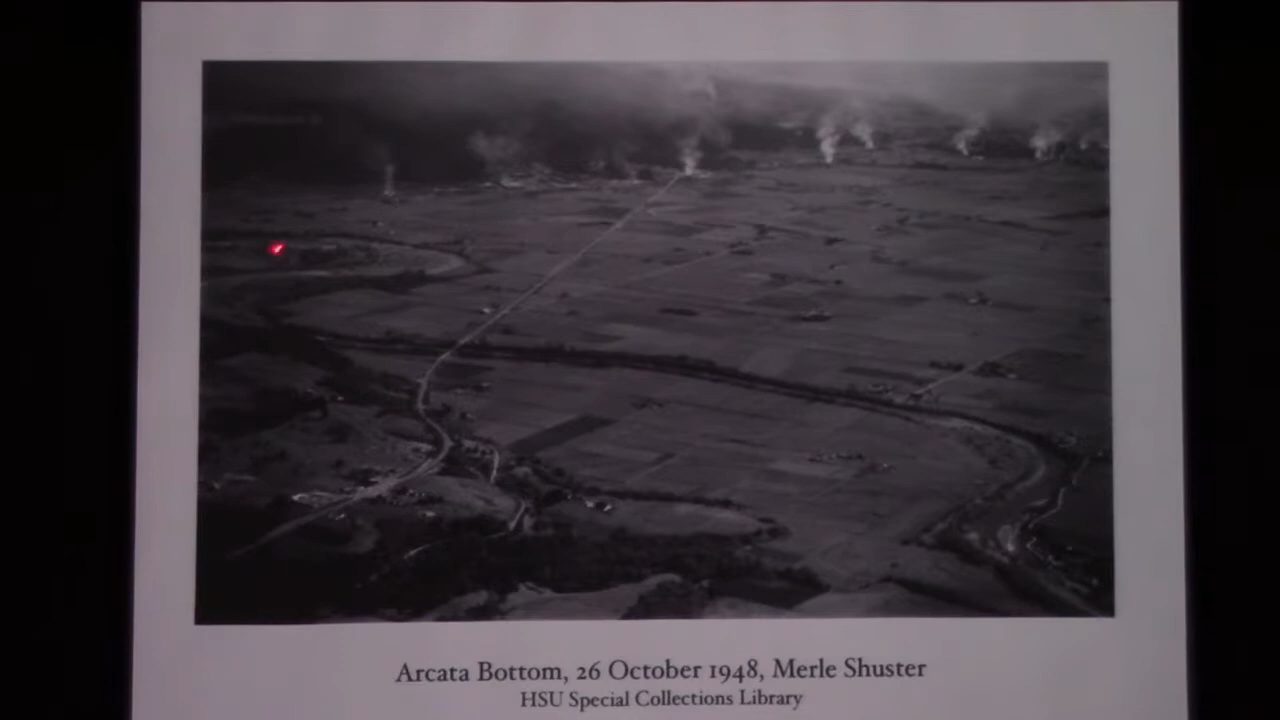 Arcata Bottom, 26 October 1948, Merle Shuster
HSU Special Collections Library